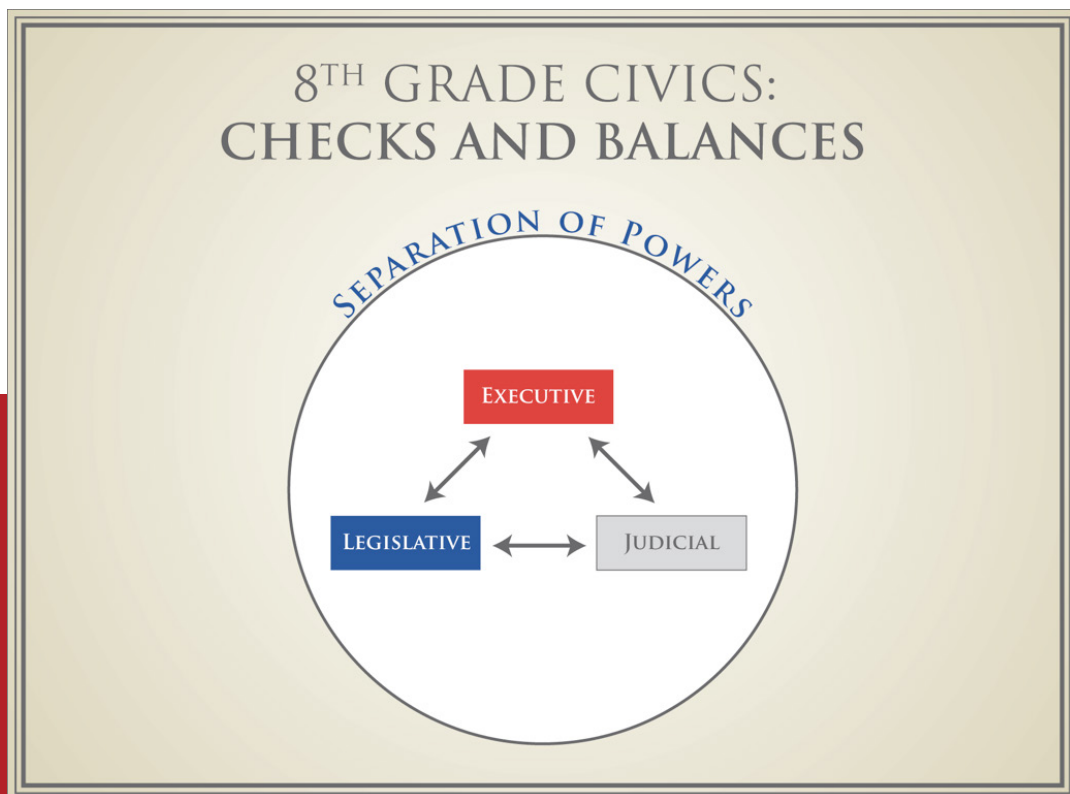 8TH GRADE CIVICS:
CHECKS AND BALANCES
SEPARATION OF POWERS
EXECUTIVE
LEGISLATIVE
JUDICIAL